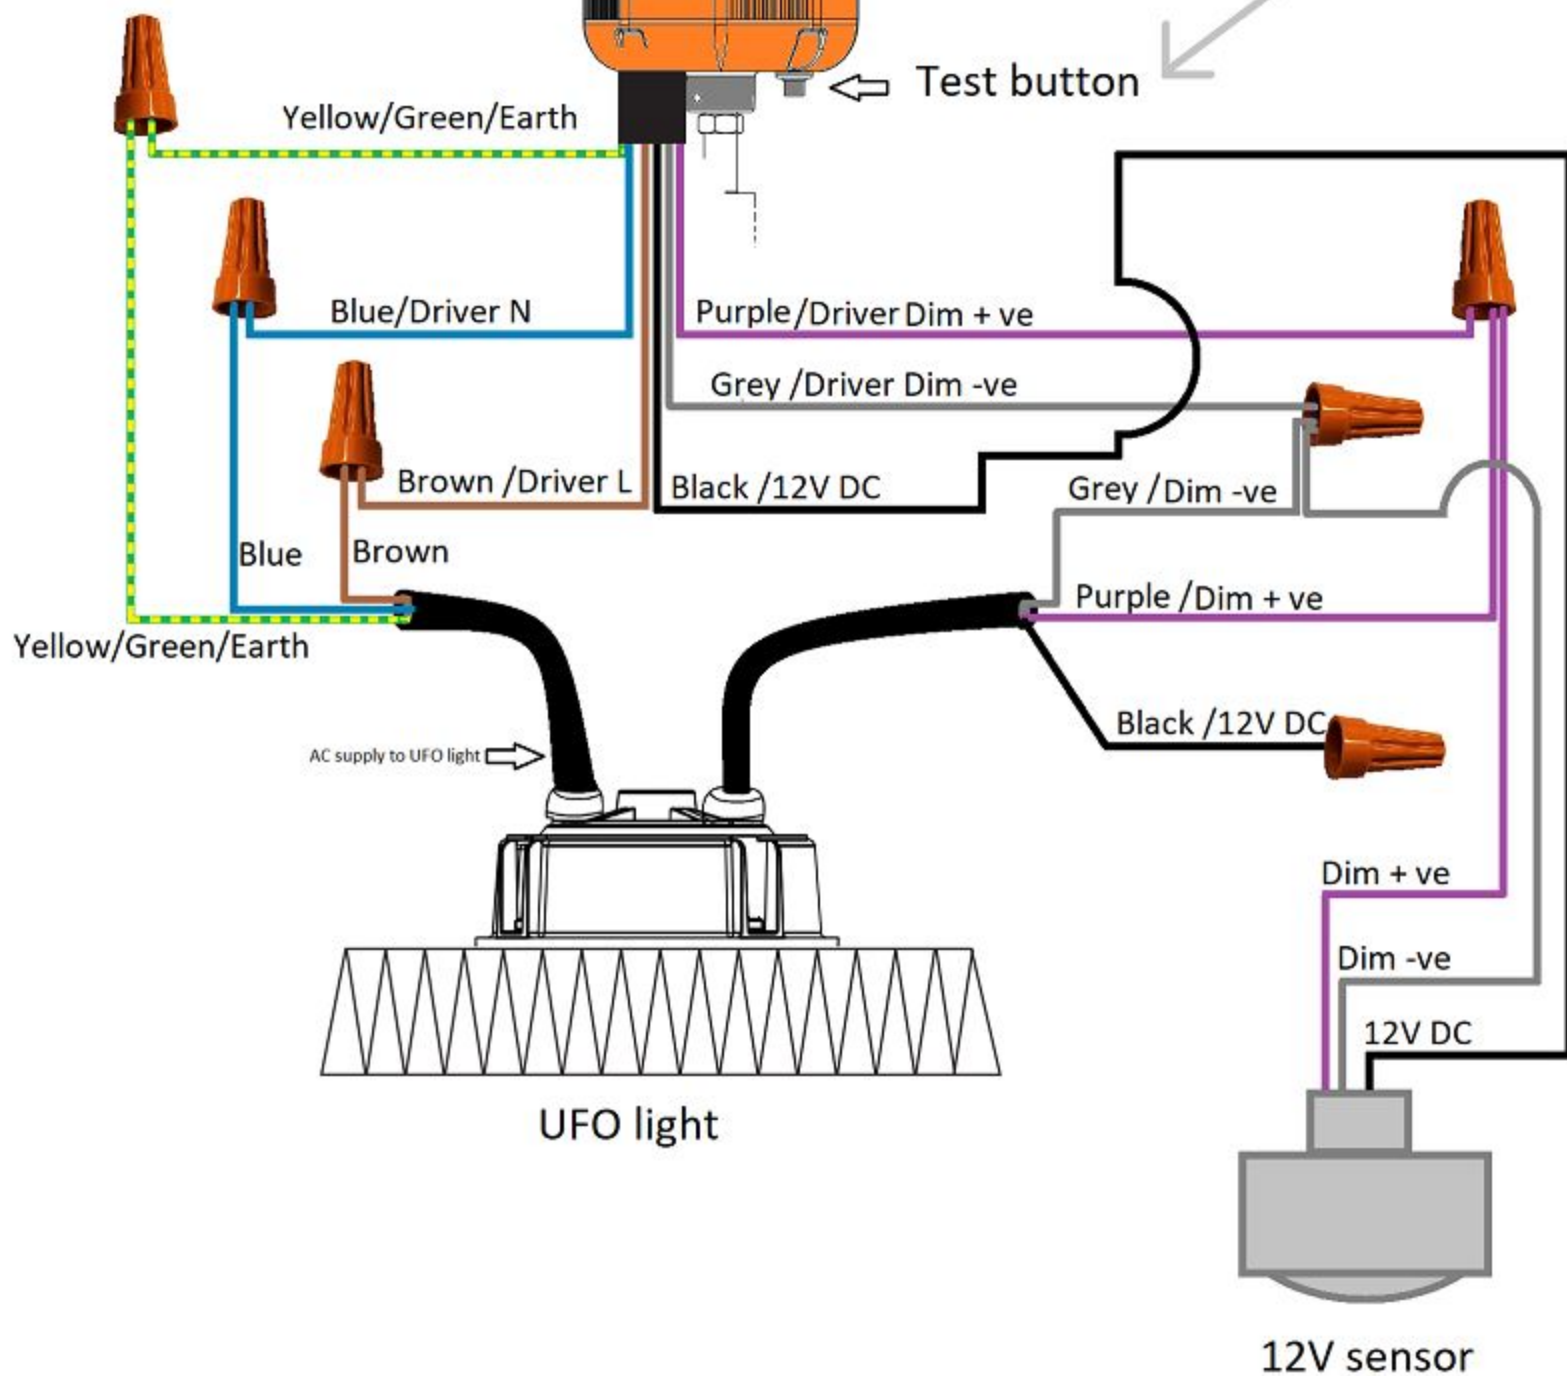 Test button
Yellow/Green/Earth
Blue/Driver N
Purple/Driver Dim + ve
Grey /Driver Dim -ve
Brown /Driver L
Black /12V DC
Grey /Dim -ve
Blue
Brown
Purple /Dim + ve
Yellow/Green/Earth
Black /12V DC
AC supply to UFO light
Dim + ve
Dim -ve
12V DC
UFO light
12V sensor